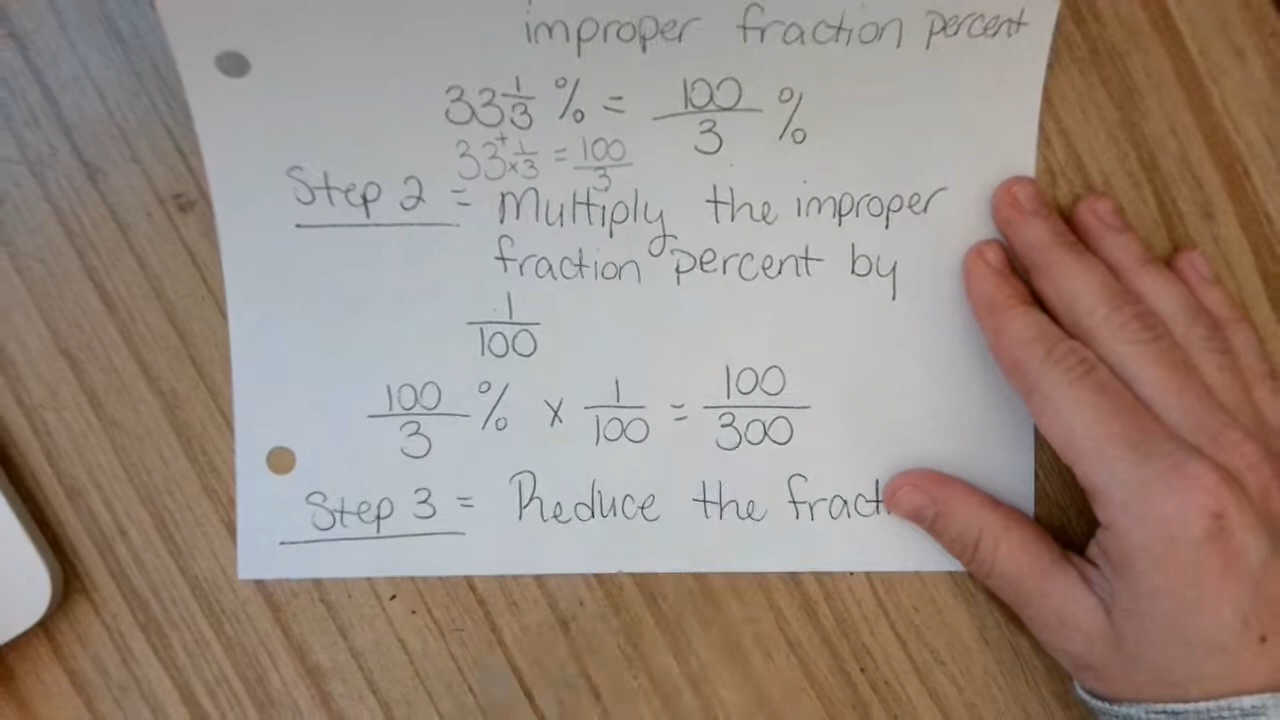 improper fraction percent
33 1/3 % = 100/3 %
33 + 1/× 3 = 100/3
Step 2 = Multiply the improper
fraction percent by
1/100
100/3 % × 1/100 = 100/300
Step 3 = Reduce the fract